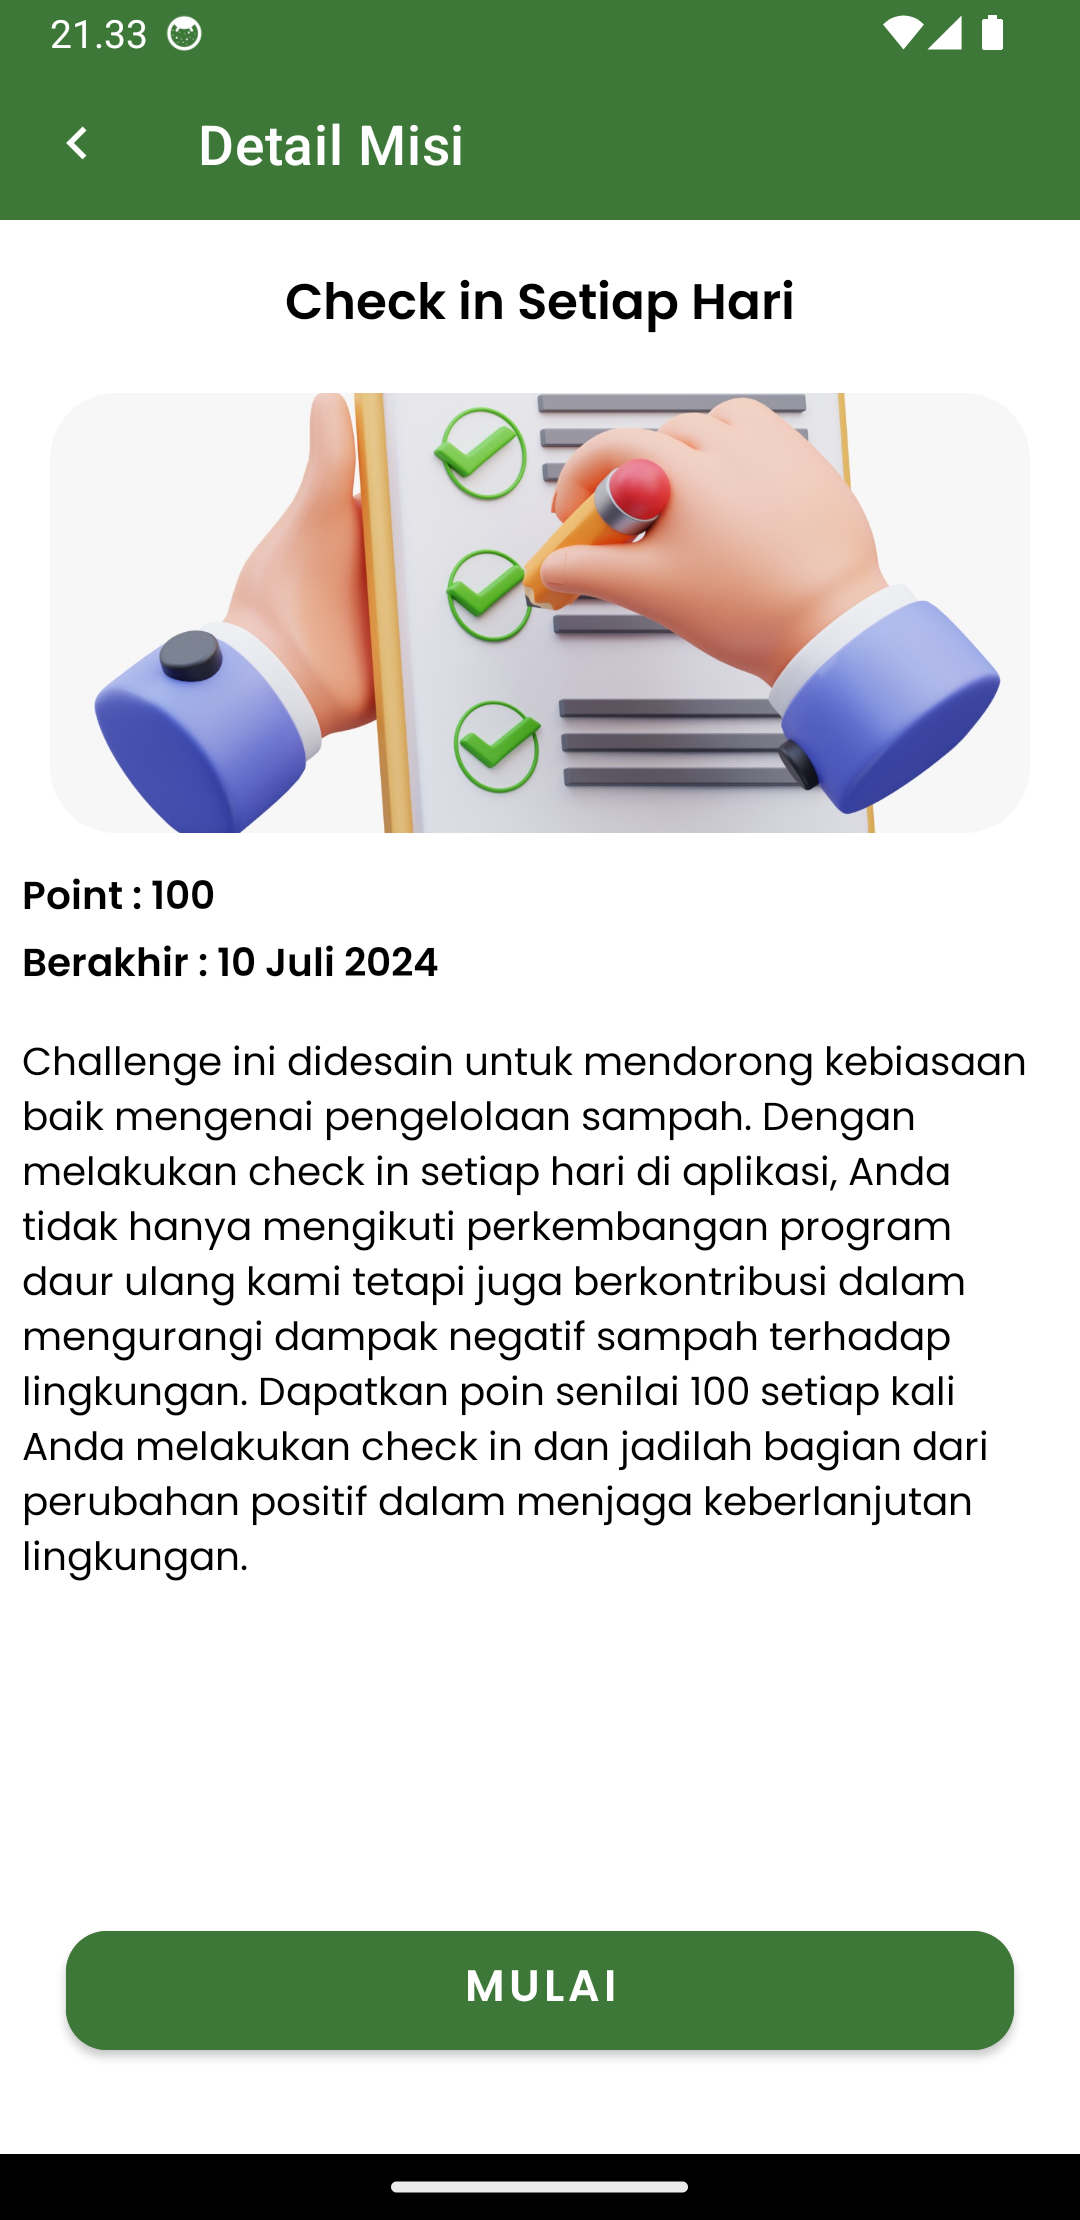 21.33
Detail Misi
Check in Setiap Hari
Point : 100
Berakhir : 10 Juli 2024
Challenge ini didesain untuk mendorong kebiasaan
baik mengenai pengelolaan sampah. Dengan
melakukan check in setiap hari di aplikasi, Anda
tidak hanya mengikuti perkembangan program
daur ulang kami tetapi juga berkontribusi dalam
mengurangi dampak negatif sampah terhadap
lingkungan. Dapatkan poin senilai 100 setiap kali
Anda melakukan check in dan jadilah bagian dari
perubahan positif dalam menjaga keberlanjutan
lingkungan.
MULAI